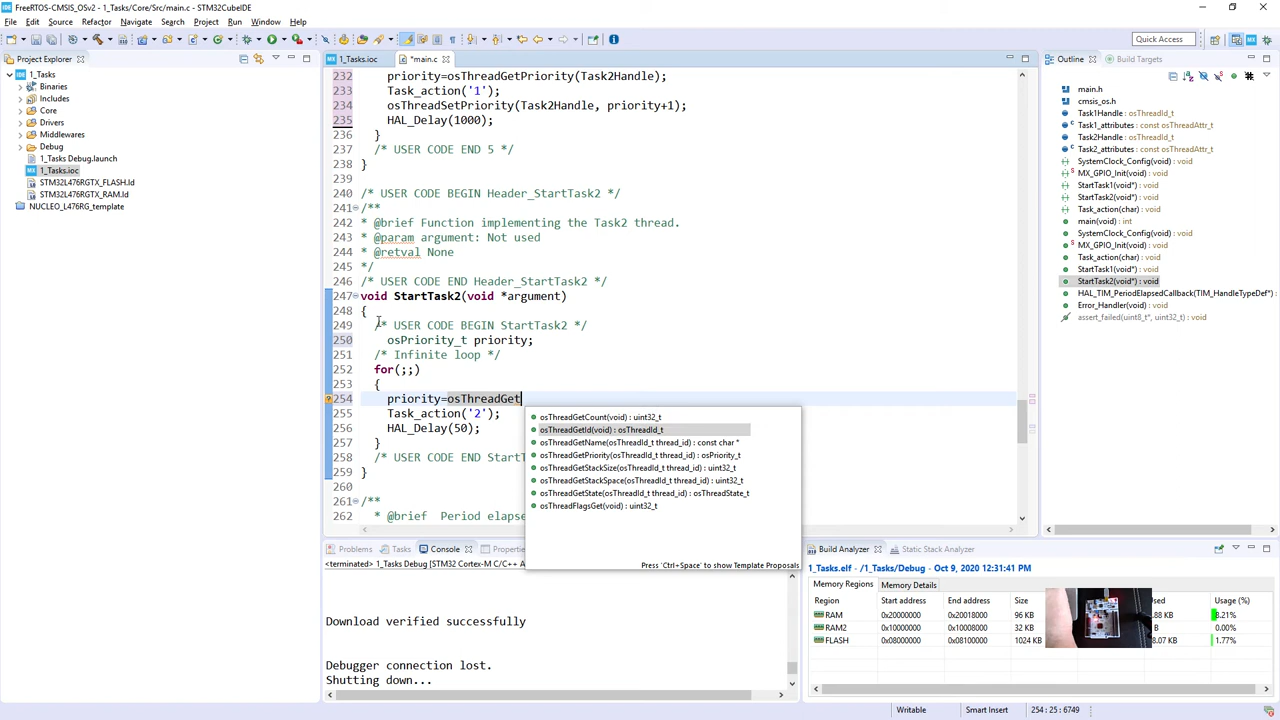 FreeRTOS-CMSIS_OSv2 - 1_Tasks/Core/Src/main.c - STM32CubeIDE
File Edit Source Refactor Navigate Search Project Run Window Help
Quick Access
Project Explorer
1_Tasks
Binaries
Includes
Core
Drivers
Middlewares
Debug
1_Tasks Debug.launch
1_Tasks.ioc
STM32L476RGTX_FLASH.ld
STM32L476RGTX_RAM.ld
NUCLEO_L476RG_template
1_Tasks.ioc
*main.c
232 priority=osThreadGetPriority(Task2Handle);
233 Task_action('1');
234 osThreadSetPriority(Task2Handle, priority+1);
235 HAL_Delay(1000);
236 }
237 /* USER CODE END 5 */
238 }
239
240 /* USER CODE BEGIN Header_StartTask2 */
241 /**
242 * @brief Function implementing the Task2 thread.
243 * @param argument: Not used
244 * @retval None
245 */
246 /* USER CODE END Header_StartTask2 */
247 void StartTask2(void *argument)
248 {
249 /* USER CODE BEGIN StartTask2 */
250 osPriority_t priority;
251 /* Infinite loop */
252 for(;;)
253 {
254 priority=osThreadGet
255 Task_action('2');
256 HAL_Delay(50);
257 }
258 /* USER CODE END StartT
259 }
260
261 /**
262 * @brief Period elapse
osThreadGetCount(void) : uint32_t
osThreadGetId(void) : osThreadId_t
osThreadGetName(osThreadId_t thread_id) : const char *
osThreadGetPriority(osThreadId_t thread_id) : osPriority_t
osThreadGetStackSize(osThreadId_t thread_id) : uint32_t
osThreadGetStackSpace(osThreadId_t thread_id) : uint32_t
osThreadGetState(osThreadId_t thread_id) : osThreadState_t
osThreadFlagsGet(void) : uint32_t
Press 'Ctrl+Space' to show Template Proposals
Outline
Build Targets
main.h
cmsis_os.h
Task1Handle : osThreadId_t
Task1_attributes : const osThreadAttr_t
Task2Handle : osThreadId_t
Task2_attributes : const osThreadAttr_t
SystemClock_Config(void) : void
MX_GPIO_Init(void) : void
StartTask1(void*) : void
StartTask2(void*) : void
Task_action(char) : void
main(void) : int
SystemClock_Config(void) : void
MX_GPIO_Init(void) : void
Task_action(char) : void
StartTask1(void*) : void
StartTask2(void*) : void
HAL_TIM_PeriodElapsedCallback(TIM_HandleTypeDef*) : void
Error_Handler(void) : void
assert_failed(uint8_t*, uint32_t) : void
Problems Tasks Console Properti
<terminated> 1_Tasks Debug [STM32 Cortex-M C/C++ A
Download verified successfully
Debugger connection lost.
Shutting down...
Build Analyzer
Static Stack Analyzer
1_Tasks.elf - /1_Tasks/Debug - Oct 9, 2020 12:31:41 PM
Memory Regions Memory Details
Region Start address End address Size sed Usage (%)
RAM 0x20000000 0x20018000 96 KB .88 KB 8.21%
RAM2 0x10000000 0x10008000 32 KB B 0.00%
FLASH 0x08000000 0x08100000 1024 KB 8.07 KB 1.77%
Writable Smart Insert 254 : 25 : 6749